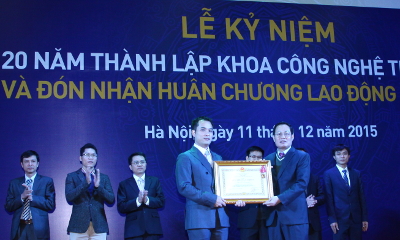 LỄ KỶ NIỆM
20 NĂM THÀNH LẬP KHOA CÔNG NGHỆ
VÀ ĐÓN NHẬN HUÂN CHƯƠNG LAO ĐỘNG
Hà Nội, ngày 11 tháng 12 năm 2015